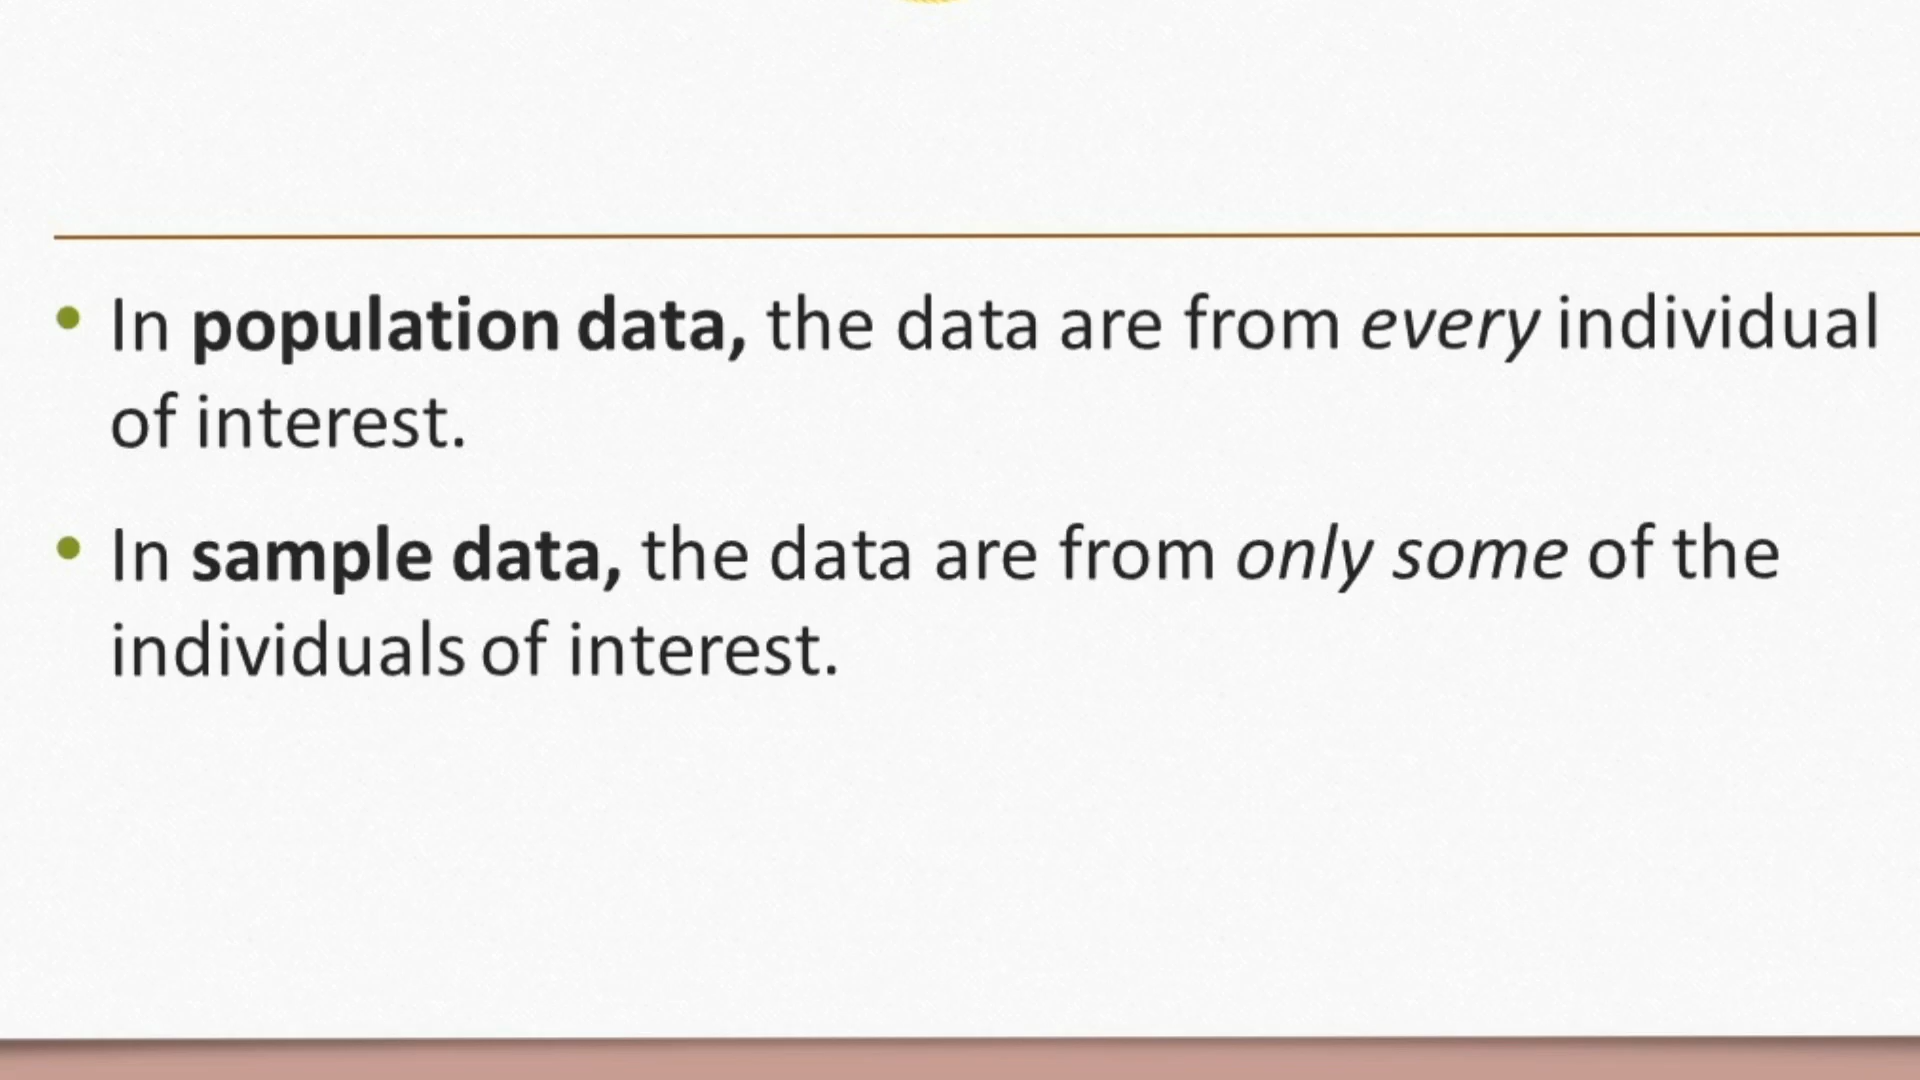 In population data, the data are from every individual
of interest.
In sample data, the data are from only some of the
individuals of interest.